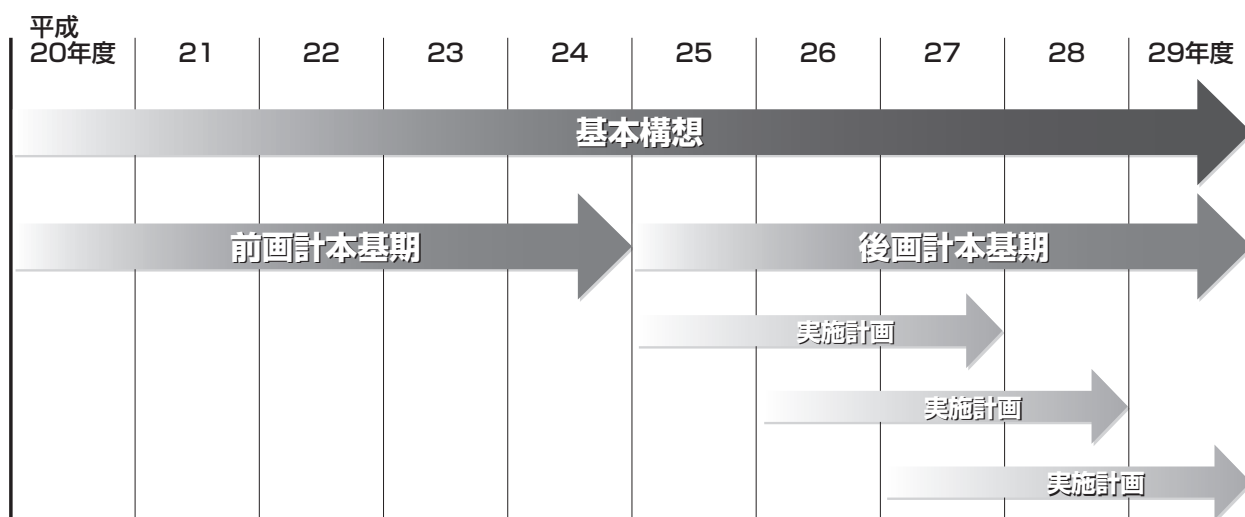 平成
20年度 21 22 23 24 25 26 27 28 29年度
基本構想
前画計本基期 後画計本基期
実施計画
実施計画
実施計画